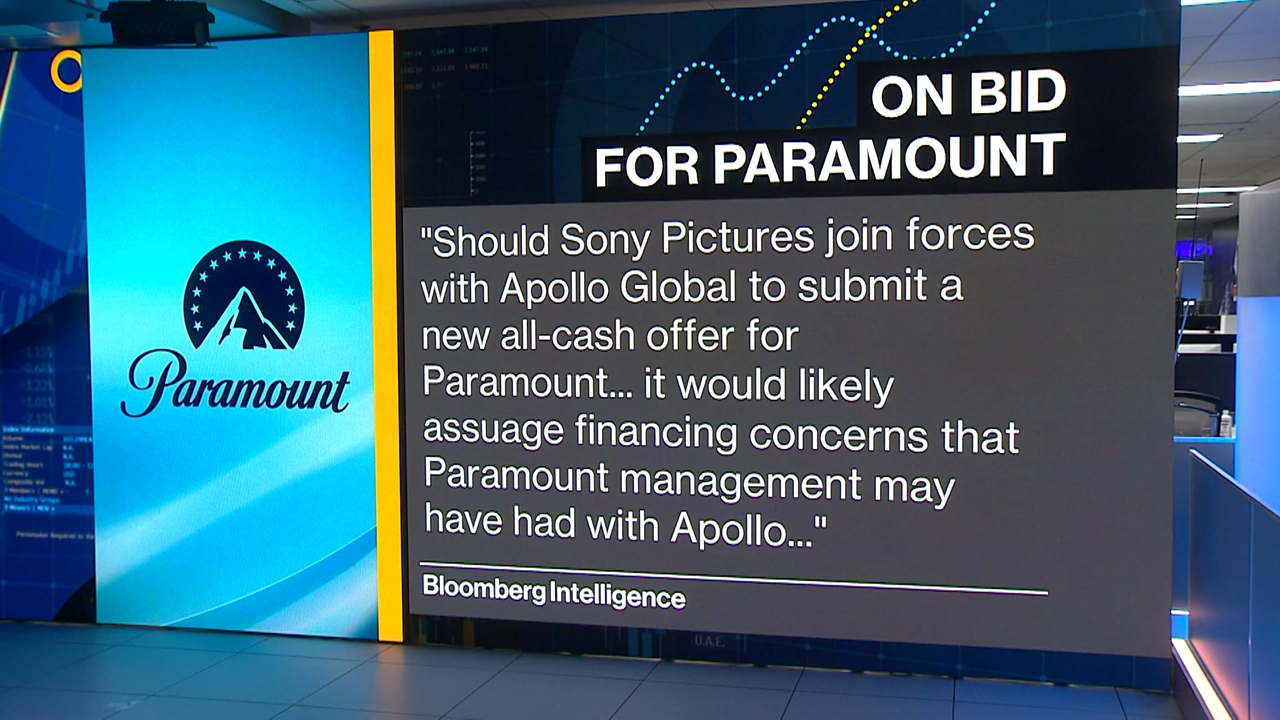 ON BID
FOR PARAMOUNT
Paramount
"Should Sony Pictures join forces
with Apollo Global to submit a
new all-cash offer for
Paramount... it would likely
assuage financing concerns that
Paramount management may
have had with Apollo..."
Bloomberg Intelligence
U.A.E.